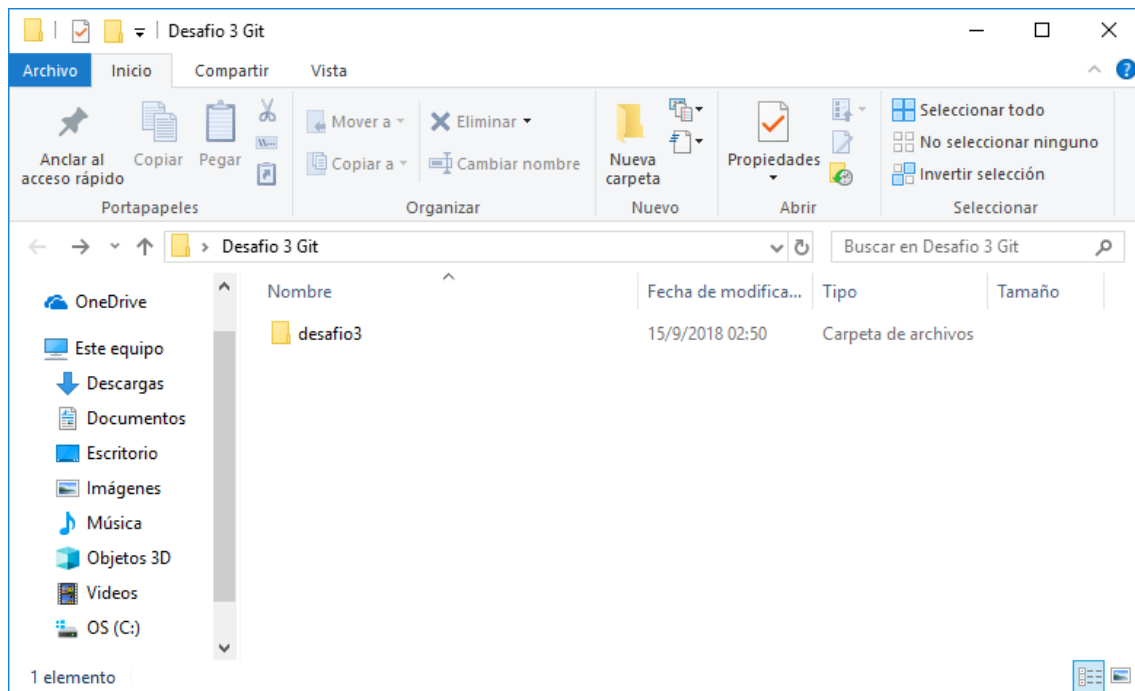 Desafio 3 Git
Archivo Inicio Compartir Vista
Anclar al acceso rápido
Copiar
Pegar
Mover a
Copiar a
Eliminar
Cambiar nombre
Nueva carpeta
Propiedades
Seleccionar todo
No seleccionar ninguno
Invertir selección
Portapapeles Organizar Nuevo Abrir Seleccionar
Desafio 3 Git Buscar en Desafio 3 Git
Nombre Fecha de modifica... Tipo Tamaño
desafio3 15/9/2018 02:50 Carpeta de archivos
OneDrive
Este equipo
Descargas
Documentos
Escritorio
Imágenes
Música
Objetos 3D
Videos
OS (C:)
1 elemento